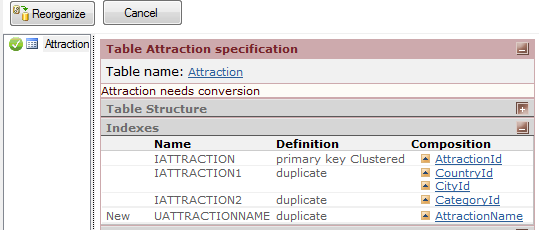 Reorganize Cancel
Attraction
Table Attraction specification
Table name: Attraction
Attraction needs conversion
Table Structure
Indexes
Name Definition Composition
IATTRACTION primary key Clustered AttractionId
IATTRACTION1 duplicate CountryId
CityId
IATTRACTION2 duplicate CategoryId
New UATTRACTIONNAME duplicate AttractionName